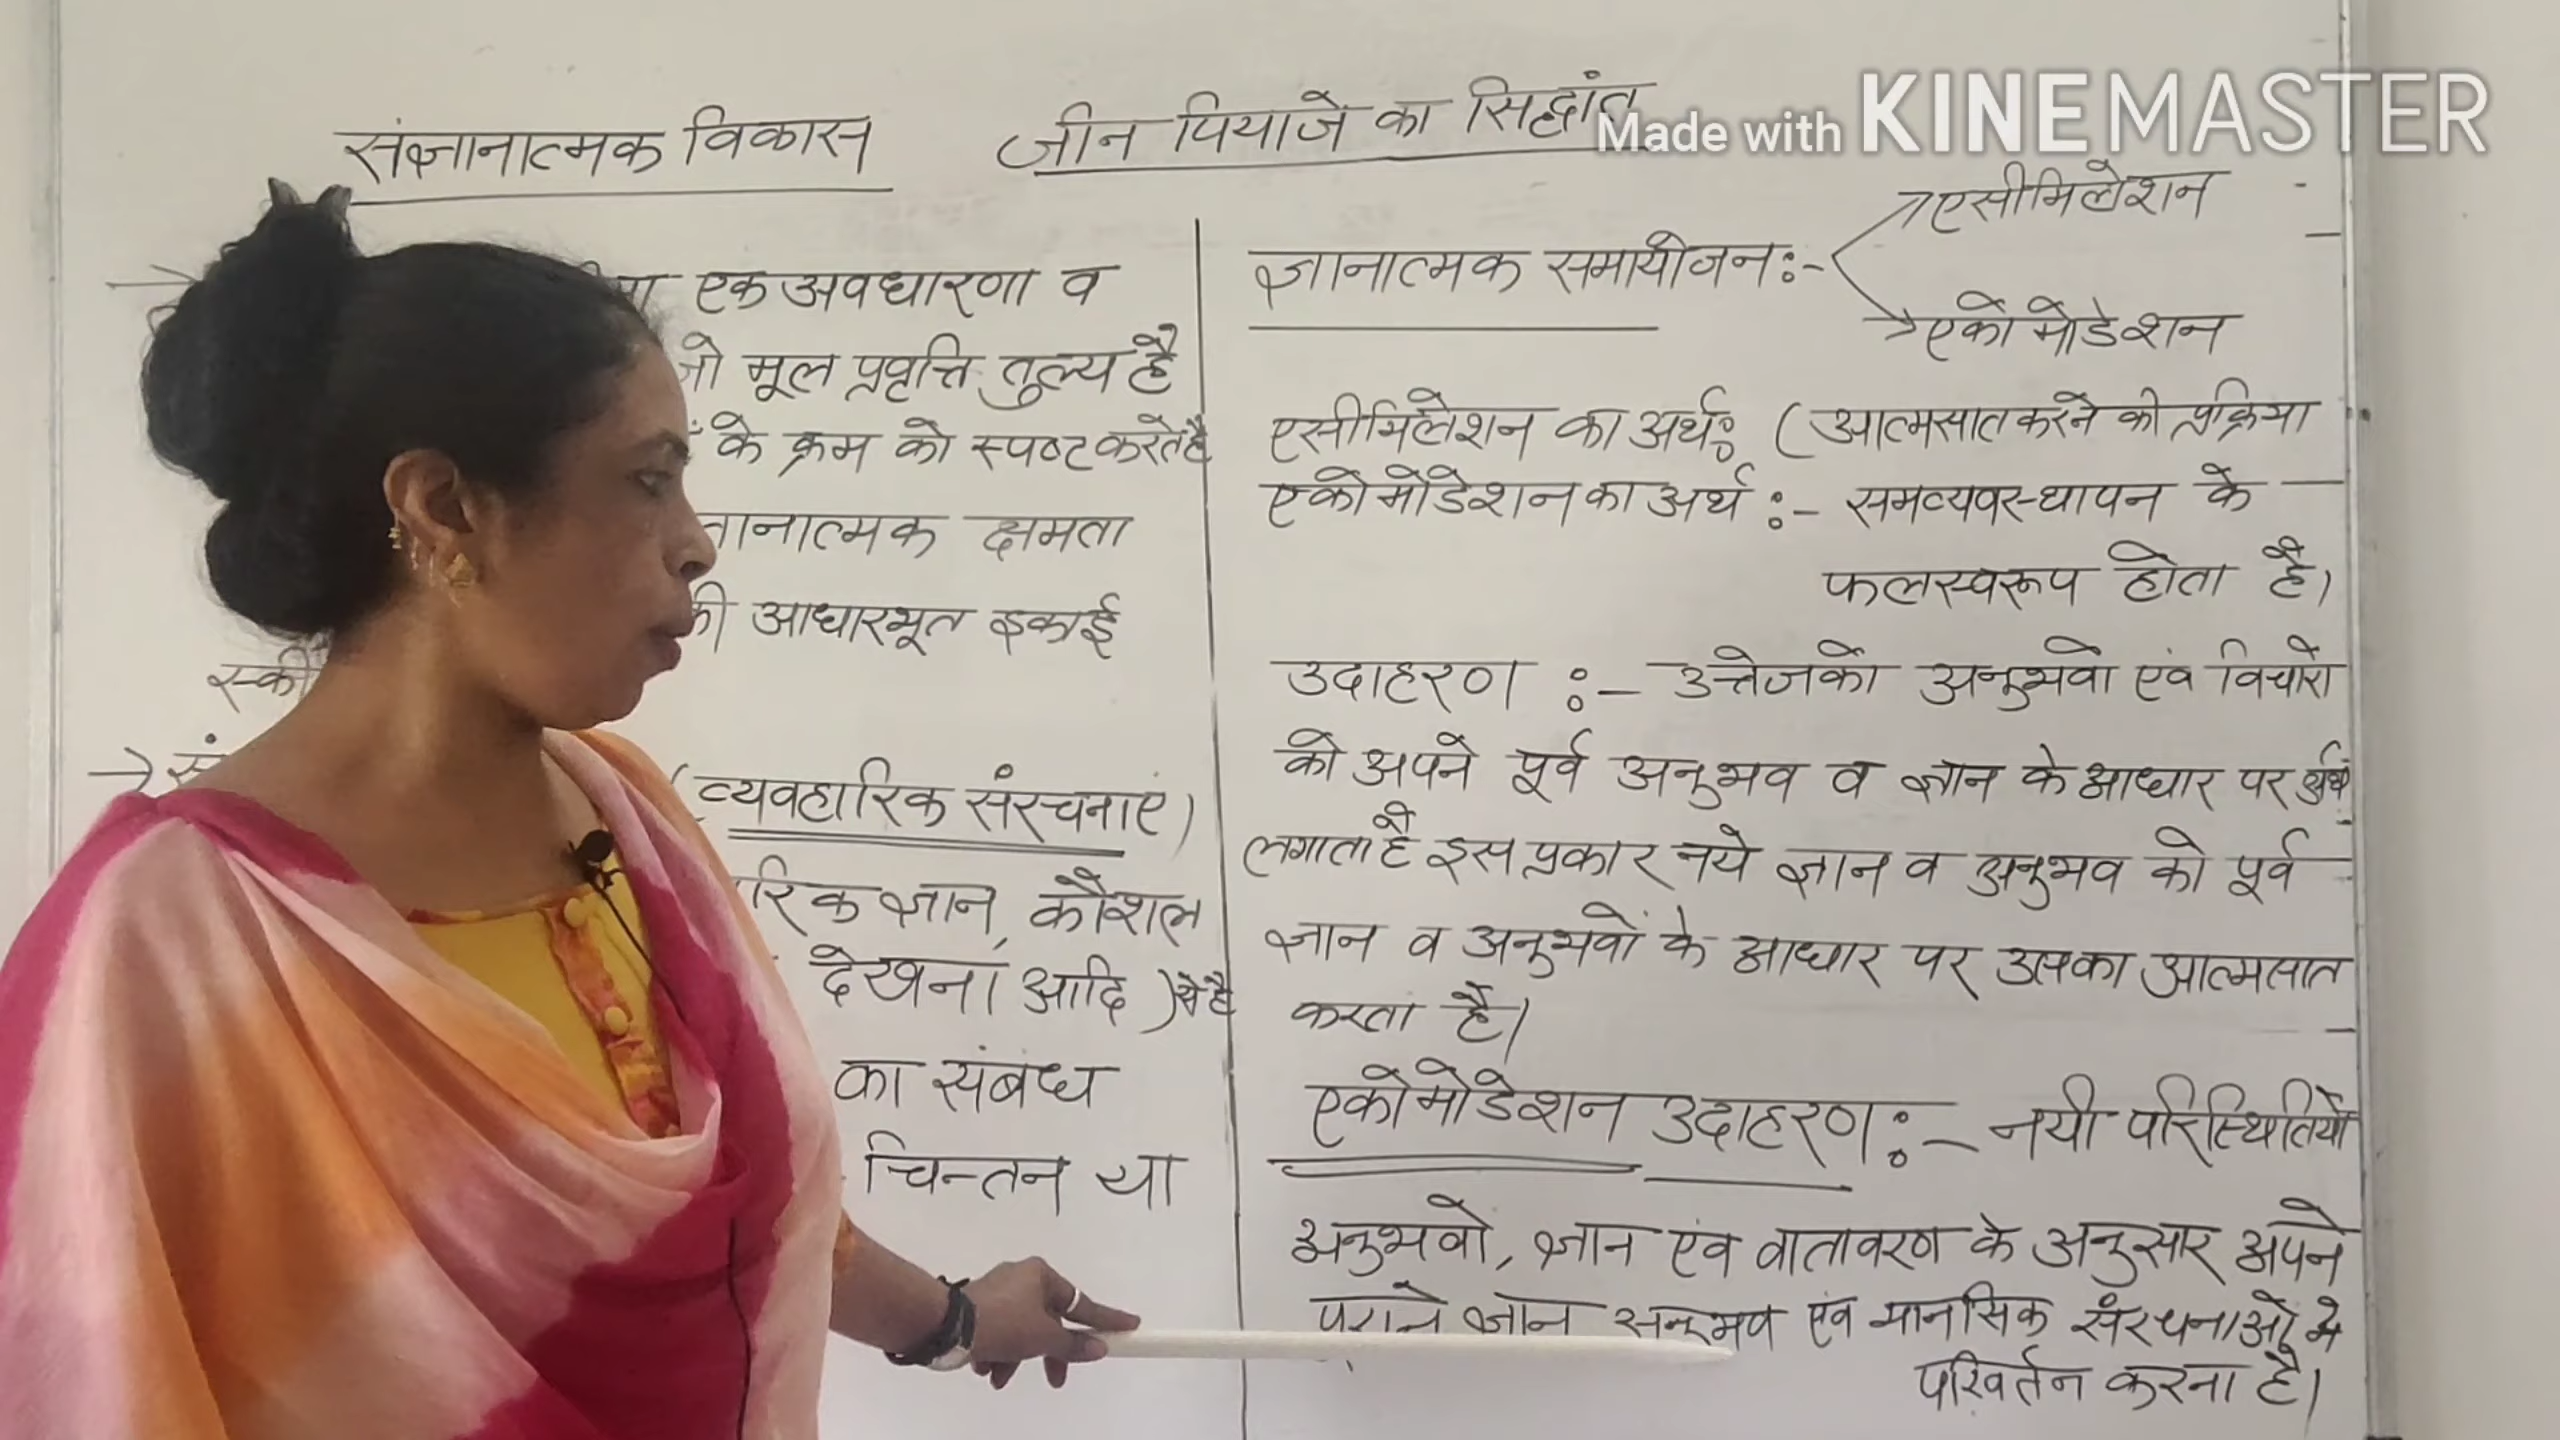 संज्ञानात्मक विकास
जीन पियाजे का सिद्धांत
Made with KINEMASTER
एक अवधारणा व
जो मूल प्रवृत्ति तुल्य है
के क्रम को स्पष्ट करते है
क्षमता
की आधारभूत इकाई
(व्यवहारिक संरचनाए)
ज्ञान, कौशल
देखना आदि) से है
का संबंध
चिन्तन या
ज्ञानात्मक समायोजन :-
एसीमिलेशन
एकोमोडेशन
एसीमिलेशन का अर्थ: (आत्मसात करने की प्रक्रिया
एकोमोडेशन का अर्थ :- समव्यवस्थापन के
फलस्वरूप होता है।
उदाहरण :- उत्तेजको अनुभवो एवं विचारो
को अपने पूर्व अनुभव व ज्ञान के आधार पर अर्थ
लगाता है इस प्रकार नये ज्ञान व अनुभव को पूर्व
ज्ञान व अनुभवों के आधार पर उसका आत्मसात
करता है।
एकोमोडेशन उदाहरण :- नयी परिस्थितियो
अनुभवो, ज्ञान एंव वातावरण के अनुसार अपने
पुराने ज्ञान अनुभव एंव मानसिक संरचनाओ मे
परिवर्तन करना है।